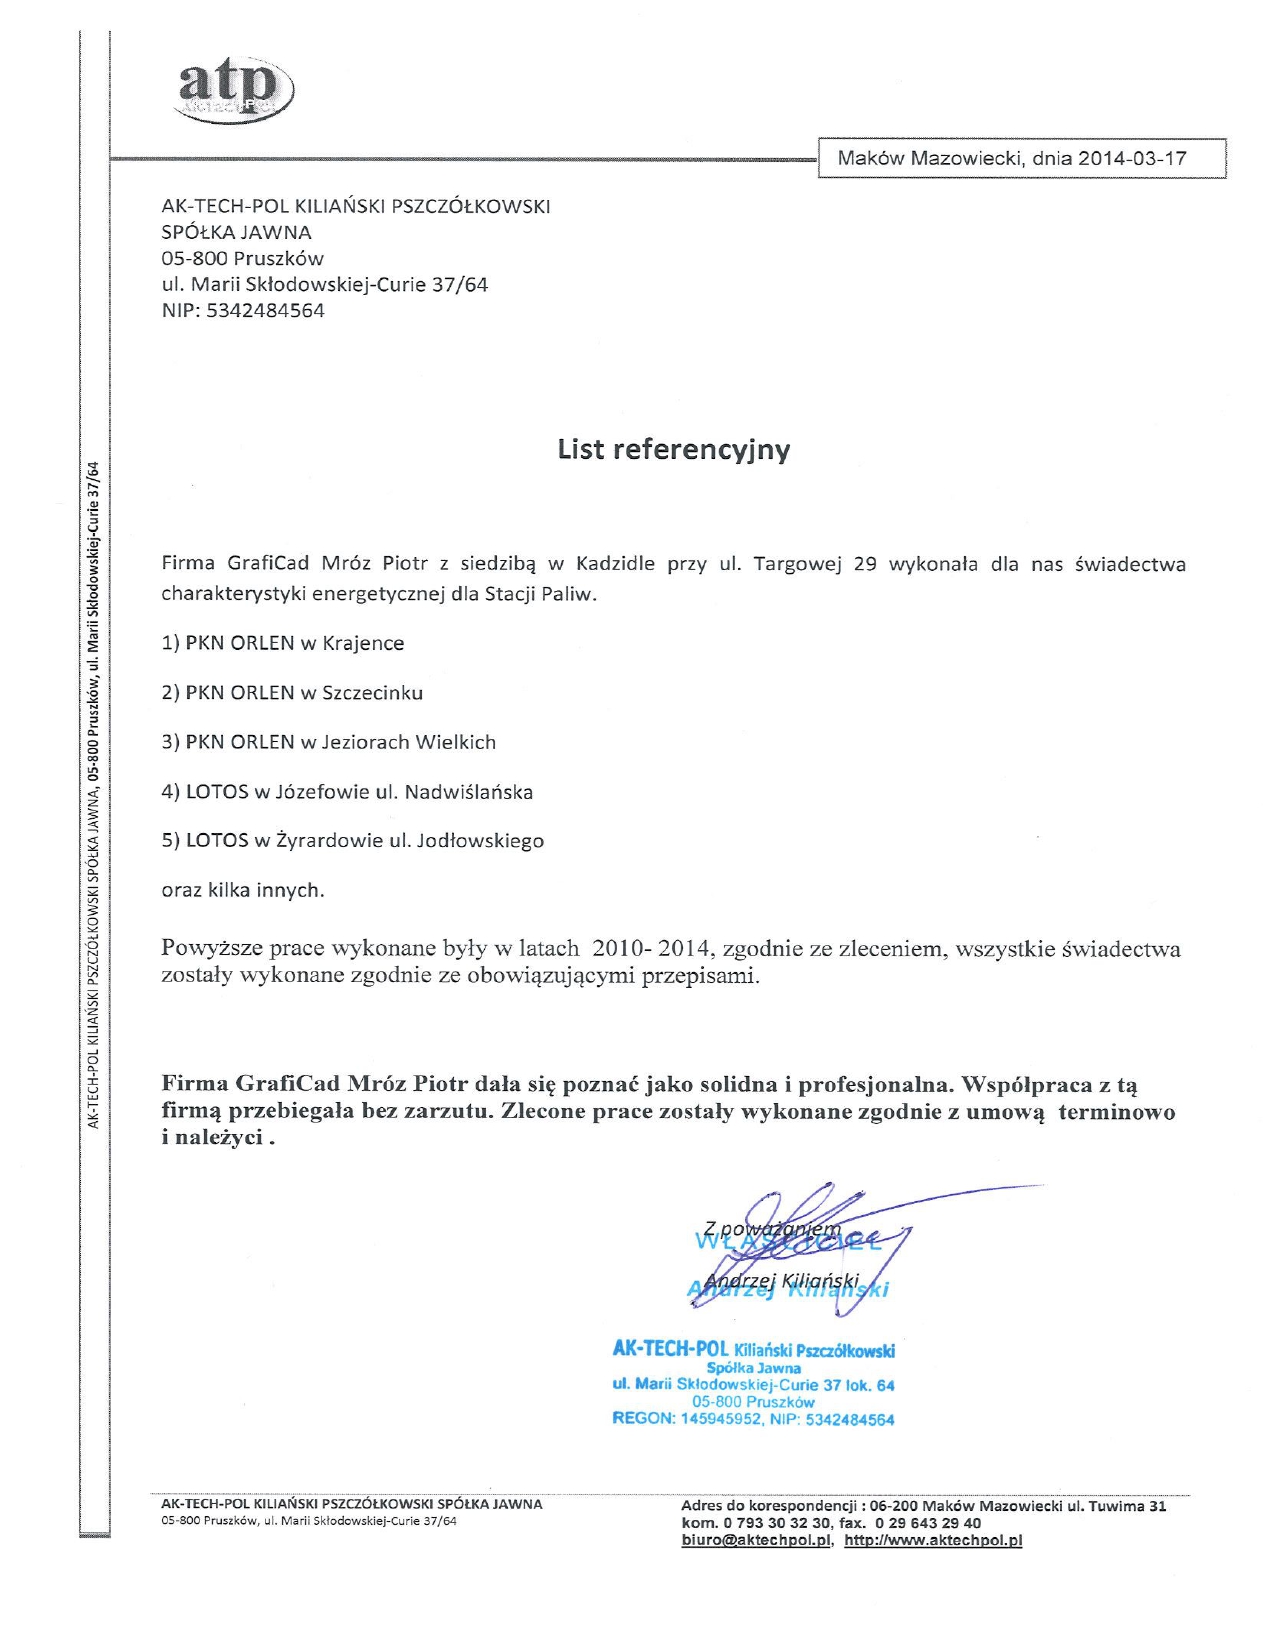 atp
Maków Mazowiecki, dnia 2014-03-17
AK-TECH-POL KILIAŃSKI PSZCZÓŁKOWSKI
SPÓŁKA JAWNA
05-800 Pruszków
ul. Marii Skłodowskiej-Curie 37/64
NIP: 5342484564
AK-TECH-POL KILIAŃSKI PSZCZÓŁKOWSKI SPÓŁKA JAWNA, 05-800 Pruszków, ul. Marii Skłodowskiej-Curie 37/64
List referencyjny
Firma GrafiCad Mróz Piotr z siedzibą w Kadzidle przy ul. Targowej 29 wykonała dla nas świadectwa
charakterystyki energetycznej dla Stacji Paliw.
1) PKN ORLEN w Krajence
2) PKN ORLEN w Szczecinku
3) PKN ORLEN w Jeziorach Wielkich
4) LOTOS w Józefowie ul. Nadwiślańska
5) LOTOS w Żyrardowie ul. Jodłowskiego
oraz kilka innych.
Powyższe prace wykonane były w latach 2010- 2014, zgodnie ze zleceniem, wszystkie świadectwa
zostały wykonane zgodnie ze obowiązującymi przepisami.
Firma GrafiCad Mróz Piotr dała się poznać jako solidna i profesjonalna. Współpraca z tą
firmą przebiegała bez zarzutu. Zlecone prace zostały wykonane zgodnie z umową terminowo
i należyci .
Z poważaniem
WŁAŚCICIEL
Andrzej Kiliański
Andrzej Kiliański
AK-TECH-POL Kiliański Pszczółkowski
Spółka Jawna
ul. Marii Skłodowskiej-Curie 37 lok. 64
05-800 Pruszków
REGON: 145945952, NIP: 5342484564
AK-TECH-POL KILIAŃSKI PSZCZÓŁKOWSKI SPÓŁKA JAWNA
05-800 Pruszków, ul. Marii Skłodowskiej-Curie 37/64
Adres do korespondencji : 06-200 Maków Mazowiecki ul. Tuwima 31
kom. 0 793 30 32 30, fax. 0 29 643 29 40
biuro@aktechpol.pl, http://www.aktechpol.pl